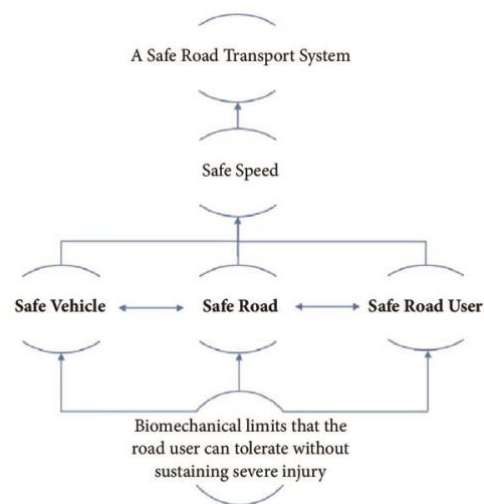 A Safe Road Transport System
Safe Speed
Safe Vehicle
Safe Road
Safe Road User
Biomechanical limits that the
road user can tolerate without
sustaining severe injury